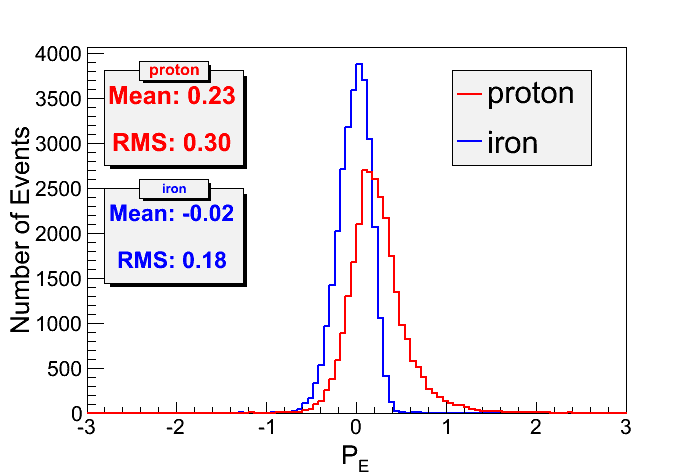 proton
Mean: 0.23
RMS: 0.30
iron
Mean: -0.02
RMS: 0.18
proton
iron
Number of Events
4000
3500
3000
2500
2000
1500
1000
500
0
-3 -2 -1 0 1 2 3
P_E